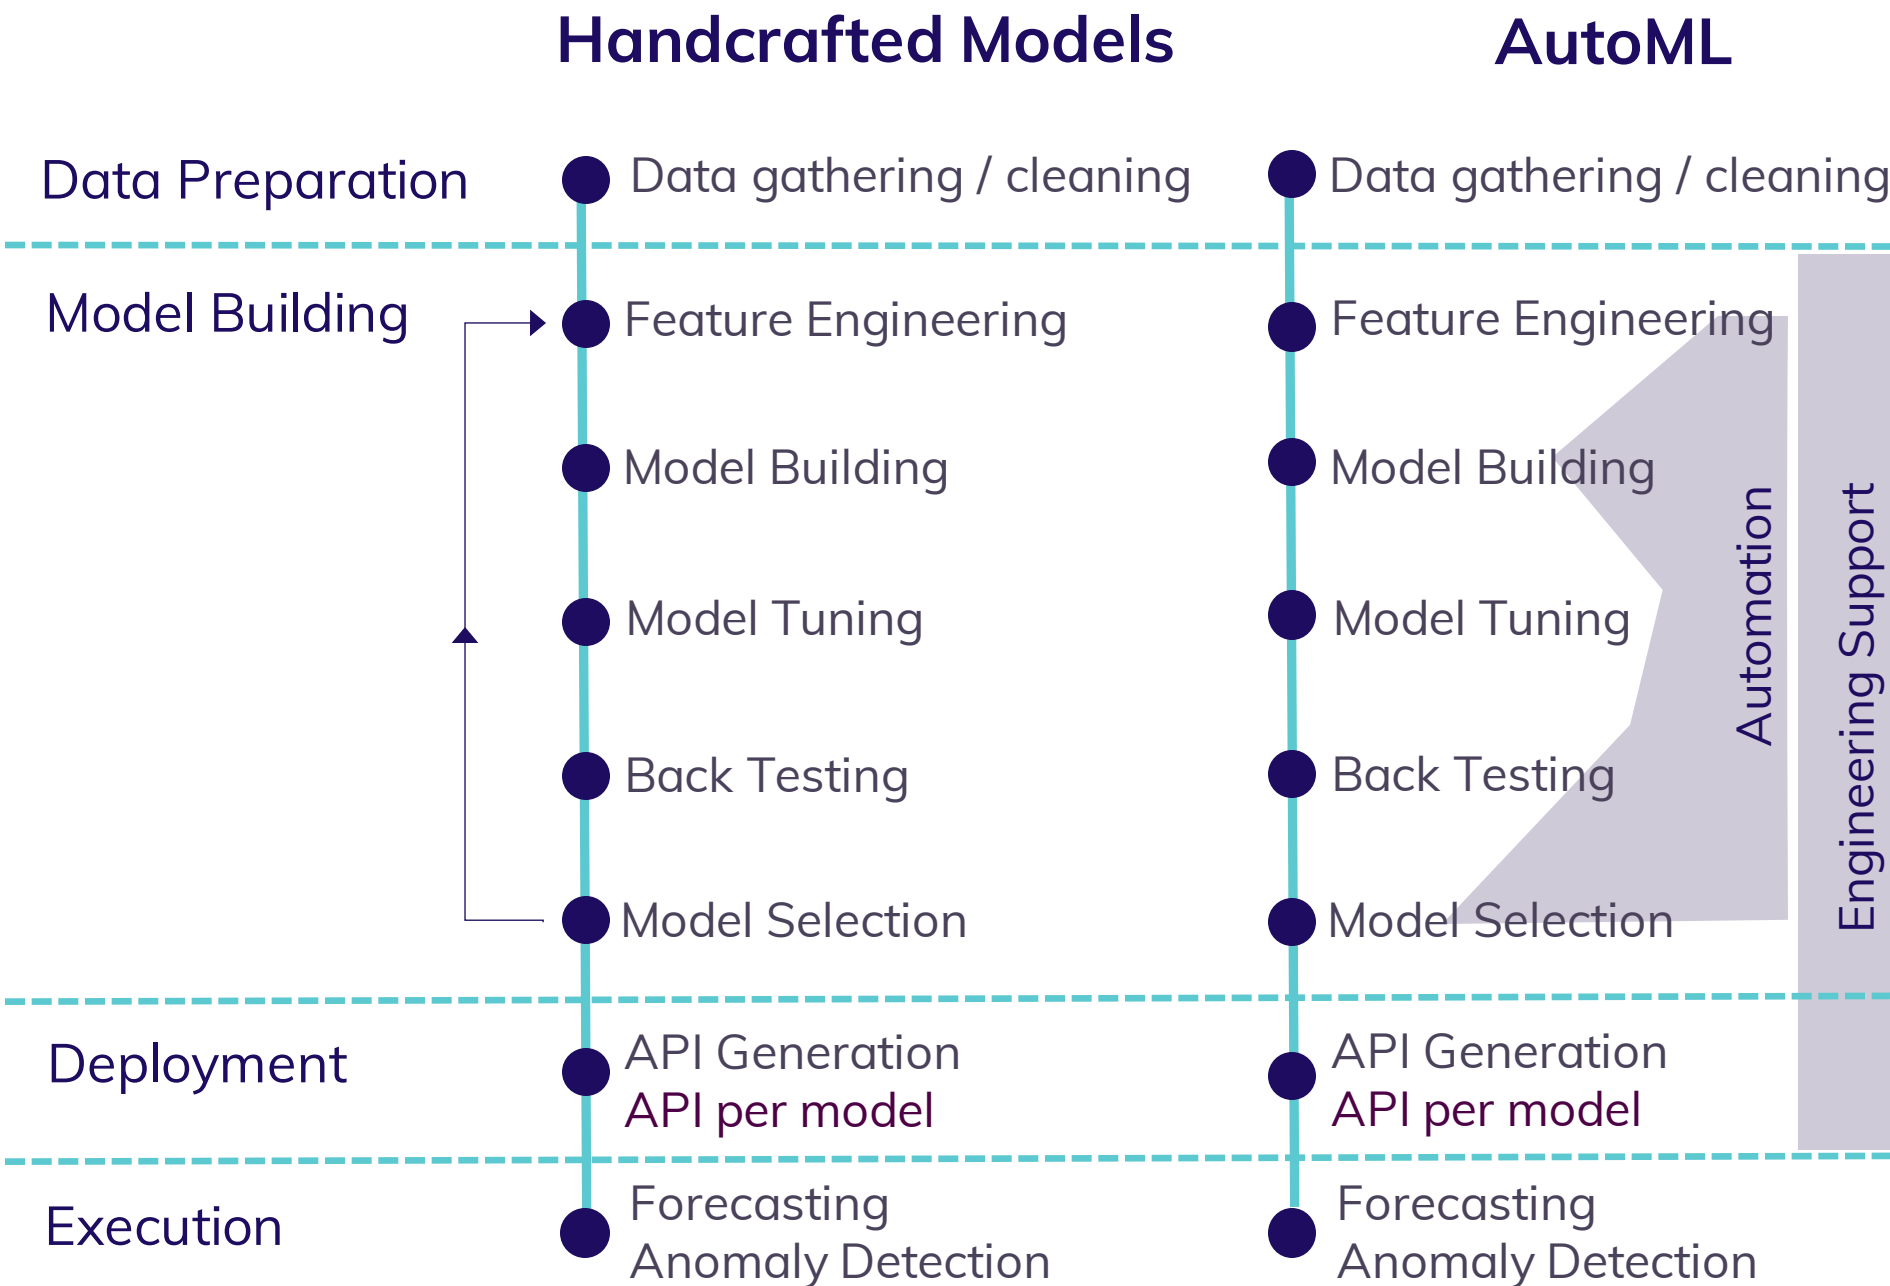 Handcrafted Models
AutoML
Data Preparation
Data gathering / cleaning
Data gathering / cleaning
Model Building
Feature Engineering
Feature Engineering
Model Building
Model Building
Model Tuning
Model Tuning
Back Testing
Back Testing
Model Selection
Model Selection
Automation
Engineering Support
Deployment
API Generation
API per model
API Generation
API per model
Execution
Forecasting
Anomaly Detection
Forecasting
Anomaly Detection